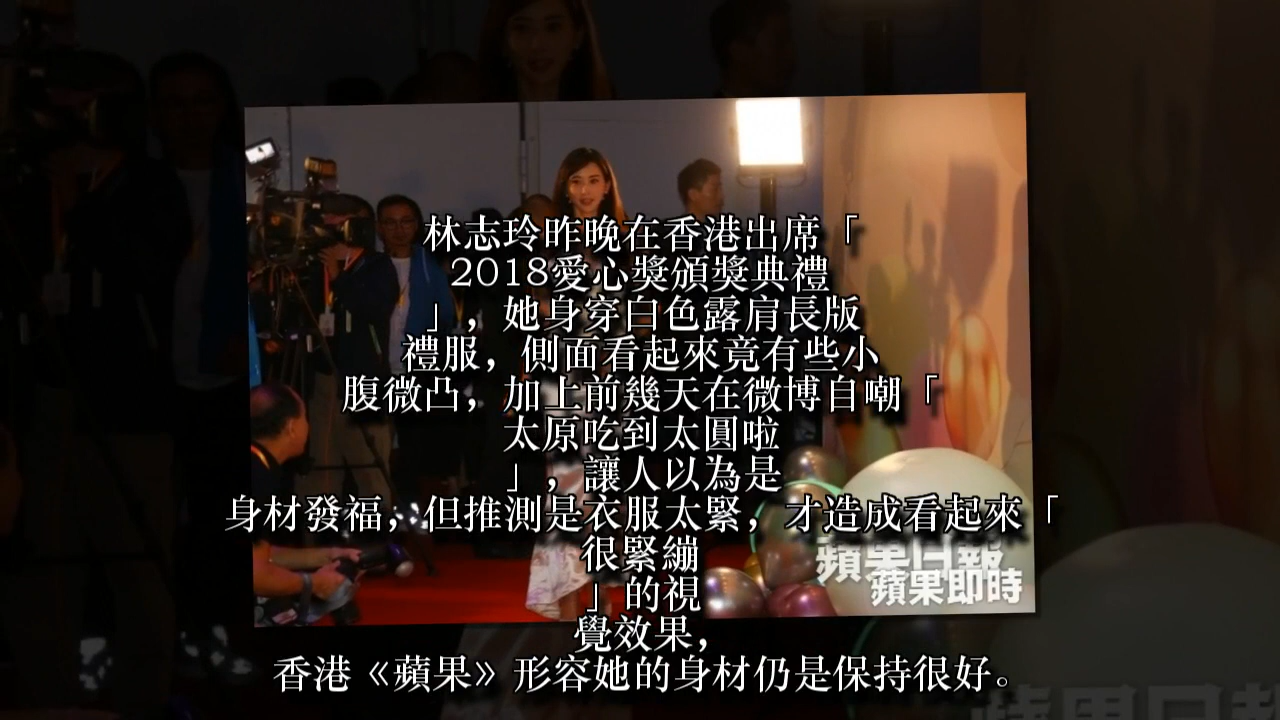 林志玲昨晚在香港出席「
2018愛心獎頒獎典禮
」，她身穿白色露肩長版
禮服，側面看起來竟有些小
腹微凸，加上前幾天在微博自嘲「
太原吃到太圓啦
」，讓人以為是
身材發福，但推測是衣服太緊，才造成看起來「
很緊繃
」的視
覺效果，
香港《蘋果》形容她的身材仍是保持很好。
蘋果日報
蘋果即時